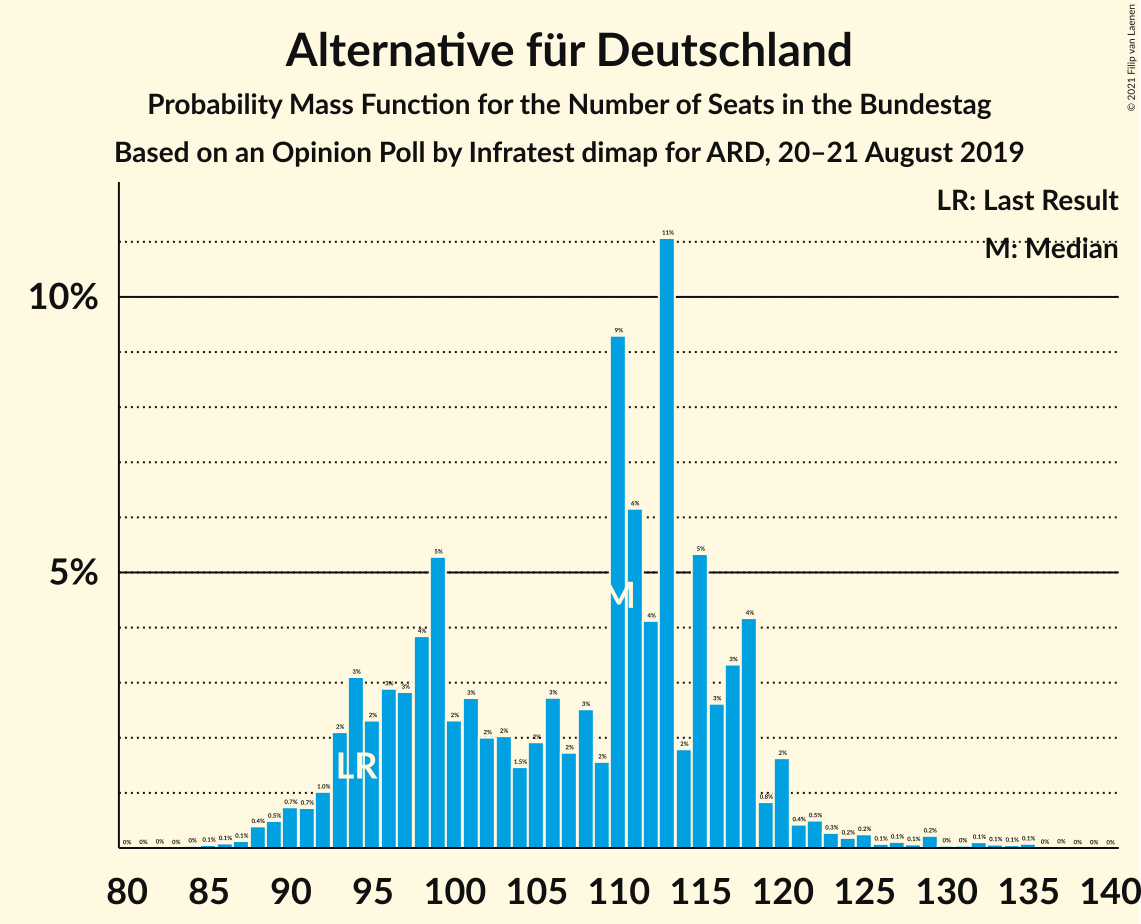 Alternative für Deutschland
Probability Mass Function for the Number of Seats in the Bundestag
Based on an Opinion Poll by Infratest dimap for ARD, 20–21 August 2019
© 2021 Filip van Laenen
LR: Last Result
M: Median
10%
5%
0% 0% 0% 0% 0% 0.1% 0.1% 0.1% 0.4% 0.5% 0.7% 0.7% 1.0% 2% 3% 2% 3% 3% 4% 5% 2% 3% 2% 2% 1.5% 2% 3% 2% 3% 2% 9% 6% 4% 11% 2% 5% 3% 3% 4% 0.8% 2% 0.4% 0.5% 0.3% 0.2% 0.2% 0.1% 0.1% 0.1% 0.2% 0% 0% 0.1% 0.1% 0.1% 0.1% 0% 0% 0% 0% 0%
LR
M
80 85 90 95 100 105 110 115 120 125 130 135 140